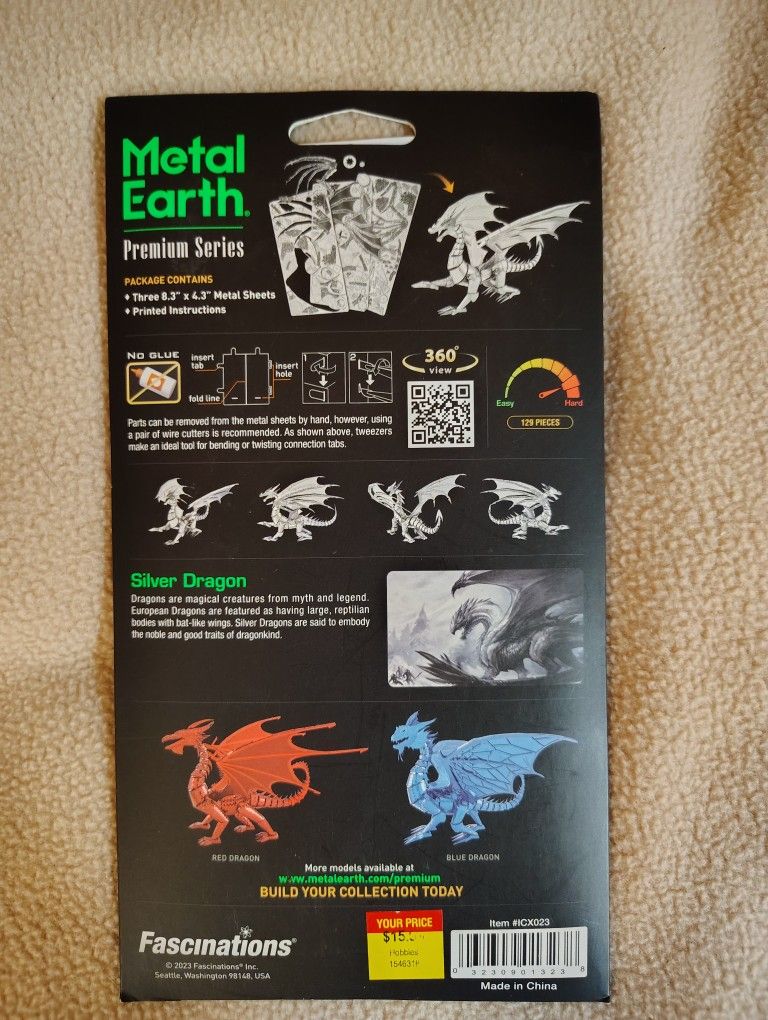 Metal
Earth®
Premium Series
PACKAGE CONTAINS
♦ Three 8.3" x 4.3" Metal Sheets
♦ Printed Instructions
NO GLUE
insert
tab
insert
hole
fold line
1
2
360°
view
Easy
Hard
129 PIECES
Parts can be removed from the metal sheets by hand, however, using
a pair of wire cutters is recommended. As shown above, tweezers
make an ideal tool for bending or twisting connection tabs.
Silver Dragon
Dragons are magical creatures from myth and legend.
European Dragons are featured as having large, reptilian
bodies with bat-like wings. Silver Dragons are said to embody
the noble and good traits of dragonkind.
RED DRAGON
BLUE DRAGON
More models available at
www.metalearth.com/premium
BUILD YOUR COLLECTION TODAY
Fascinations®
© 2023 Fascinations® Inc.
Seattle, Washington 98148, USA
YOUR PRICE
Hobbies
Item #ICX023
0 32309 01323 8
Made in China